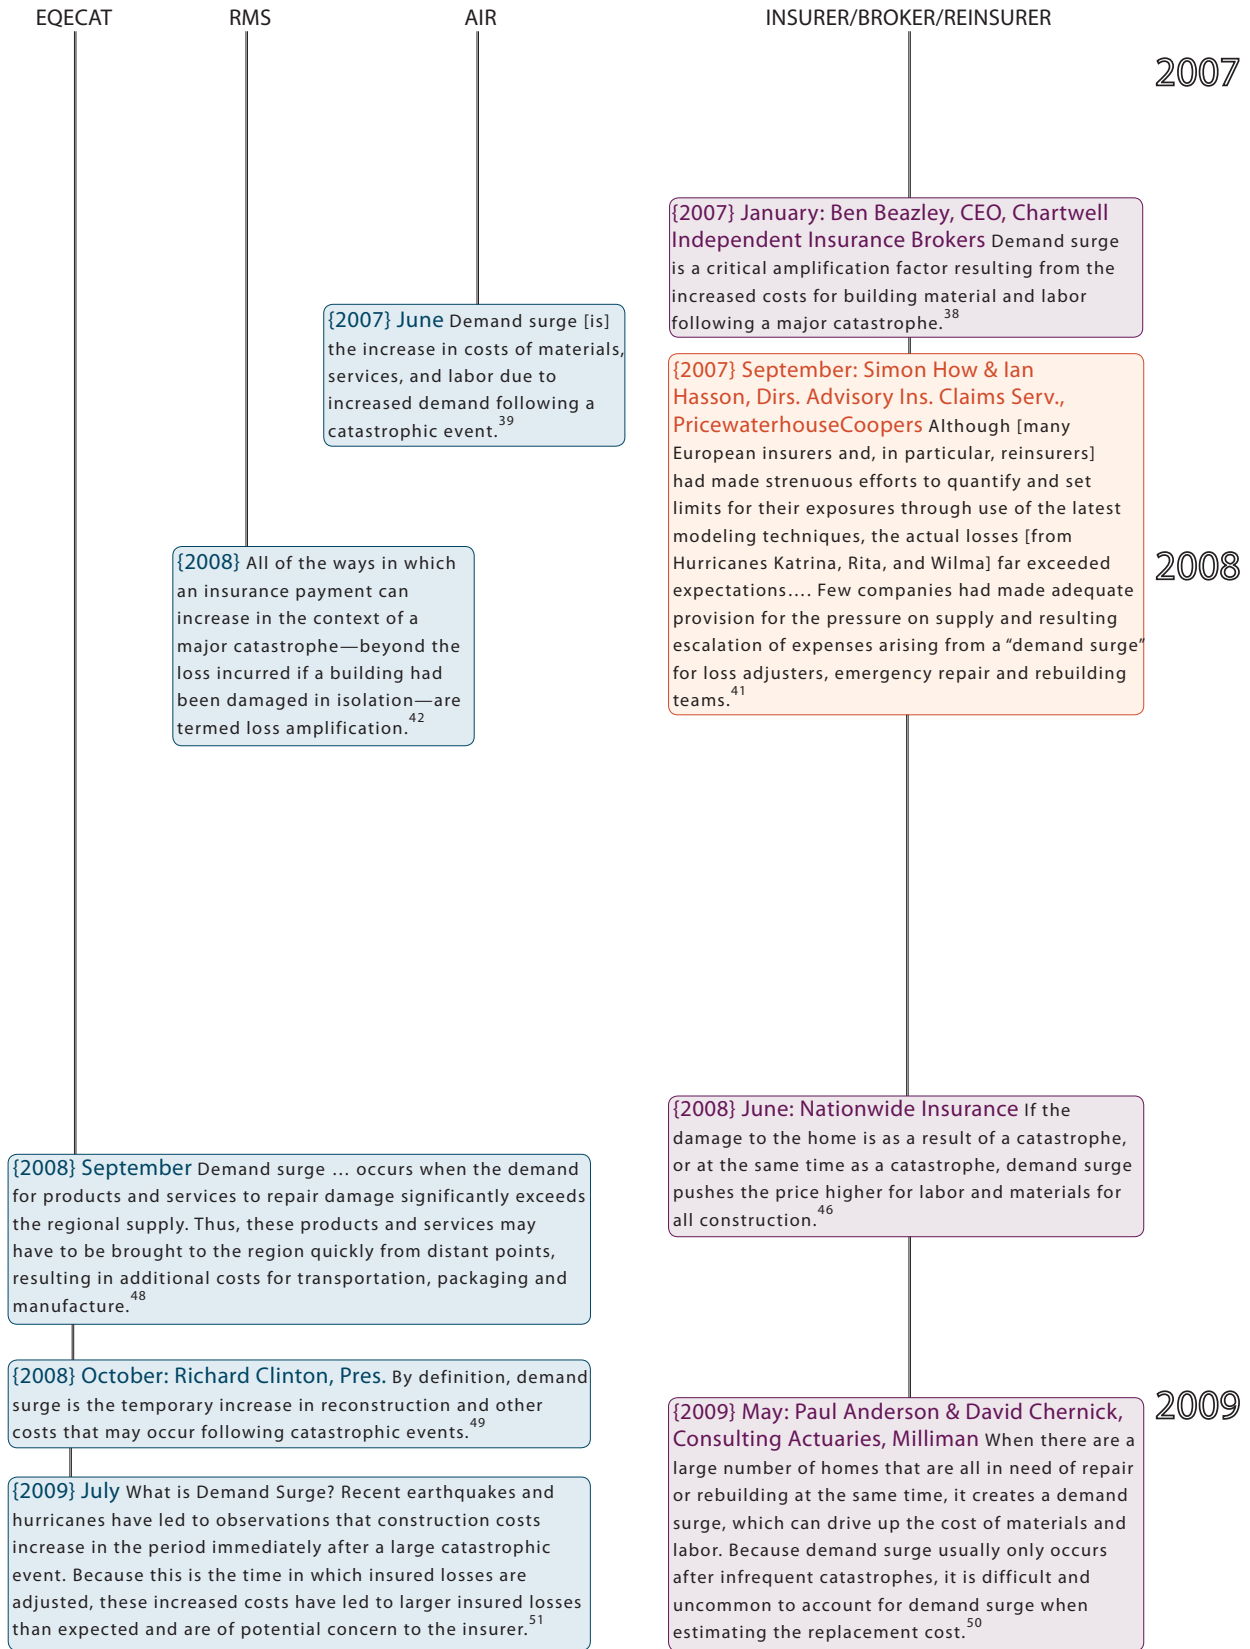 EQECAT
RMS
AIR
INSURER/BROKER/REINSURER
2007
{2007} January: Ben Beazley, CEO, Chartwell
Independent Insurance Brokers Demand surge
is a critical amplification factor resulting from the
increased costs for building material and labor
following a major catastrophe.38
{2007} June Demand surge [is]
the increase in costs of materials,
services, and labor due to
increased demand following a
catastrophic event.39
{2007} September: Simon How & Ian
Hasson, Dirs. Advisory Ins. Claims Serv.,
PricewaterhouseCoopers Although [many
European insurers and, in particular, reinsurers]
had made strenuous efforts to quantify and set
limits for their exposures through use of the latest
modeling techniques, the actual losses [from
Hurricanes Katrina, Rita, and Wilma] far exceeded
expectations.... Few companies had made adequate
provision for the pressure on supply and resulting
escalation of expenses arising from a “demand surge”
for loss adjusters, emergency repair and rebuilding
teams.41
2008
{2008} All of the ways in which
an insurance payment can
increase in the context of a
major catastrophe—beyond the
loss incurred if a building had
been damaged in isolation—are
termed loss amplification.42
{2008} June: Nationwide Insurance If the
damage to the home is as a result of a catastrophe,
or at the same time as a catastrophe, demand surge
pushes the price higher for labor and materials for
all construction.46
{2008} September Demand surge ... occurs when the demand
for products and services to repair damage significantly exceeds
the regional supply. Thus, these products and services may
have to be brought to the region quickly from distant points,
resulting in additional costs for transportation, packaging and
manufacture.48
{2008} October: Richard Clinton, Pres. By definition, demand
surge is the temporary increase in reconstruction and other
costs that may occur following catastrophic events.49
2009
{2009} May: Paul Anderson & David Chernick,
Consulting Actuaries, Milliman When there are a
large number of homes that are all in need of repair
or rebuilding at the same time, it creates a demand
surge, which can drive up the cost of materials and
labor. Because demand surge usually only occurs
after infrequent catastrophes, it is difficult and
uncommon to account for demand surge when
estimating the replacement cost.50
{2009} July What is Demand Surge? Recent earthquakes and
hurricanes have led to observations that construction costs
increase in the period immediately after a large catastrophic
event. Because this is the time in which insured losses are
adjusted, these increased costs have led to larger insured losses
than expected and are of potential concern to the insurer.51